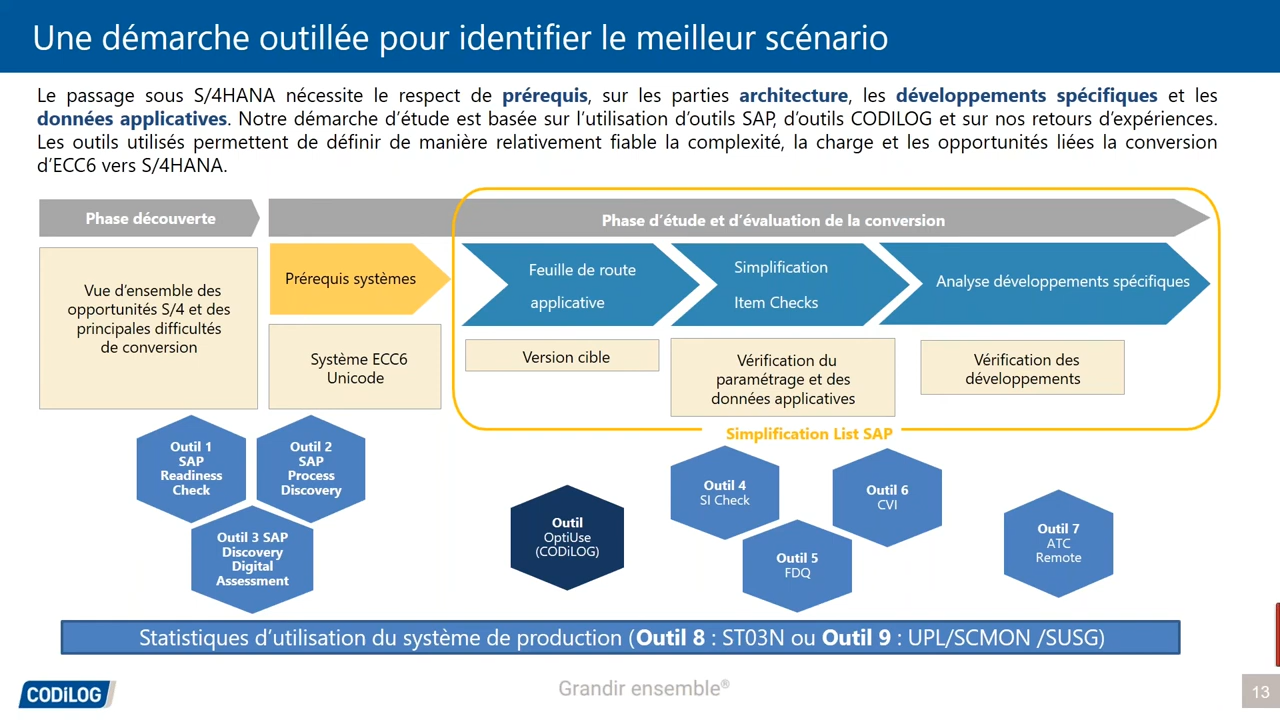 Une démarche outillée pour identifier le meilleur scénario
Le passage sous S/4HANA nécessite le respect de prérequis, sur les parties architecture, les développements spécifiques et les
données applicatives. Notre démarche d'étude est basée sur l'utilisation d'outils SAP, d'outils CODILOG et sur nos retours d'expériences.
Les outils utilisés permettent de définir de manière relativement fiable la complexité, la charge et les opportunités liées la conversion
d'ECC6 vers S/4HANA.
Phase découverte
Phase d'étude et d'évaluation de la conversion
Vue d'ensemble des
opportunités S/4 et des
principales difficultés
de conversion
Prérequis systèmes
Système ECC6
Unicode
Feuille de route
applicative
Version cible
Simplification
Item Checks
Vérification du
paramétrage et des
données applicatives
Analyse développements spécifiques
Vérification des
développements
Simplification List SAP
Outil 1
SAP
Readiness
Check
Outil 2
SAP
Process
Discovery
Outil 3 SAP
Discovery
Digital
Assessment
Outil
OptiUse
(CODiLOG)
Outil 4
SI Check
Outil 5
FDQ
Outil 6
CVI
Outil 7
ATC
Remote
Statistiques d'utilisation du système de production (Outil 8 : ST03N ou Outil 9 : UPL/SCMON /SUSG)
CODiLOG
Grandir ensemble®
13